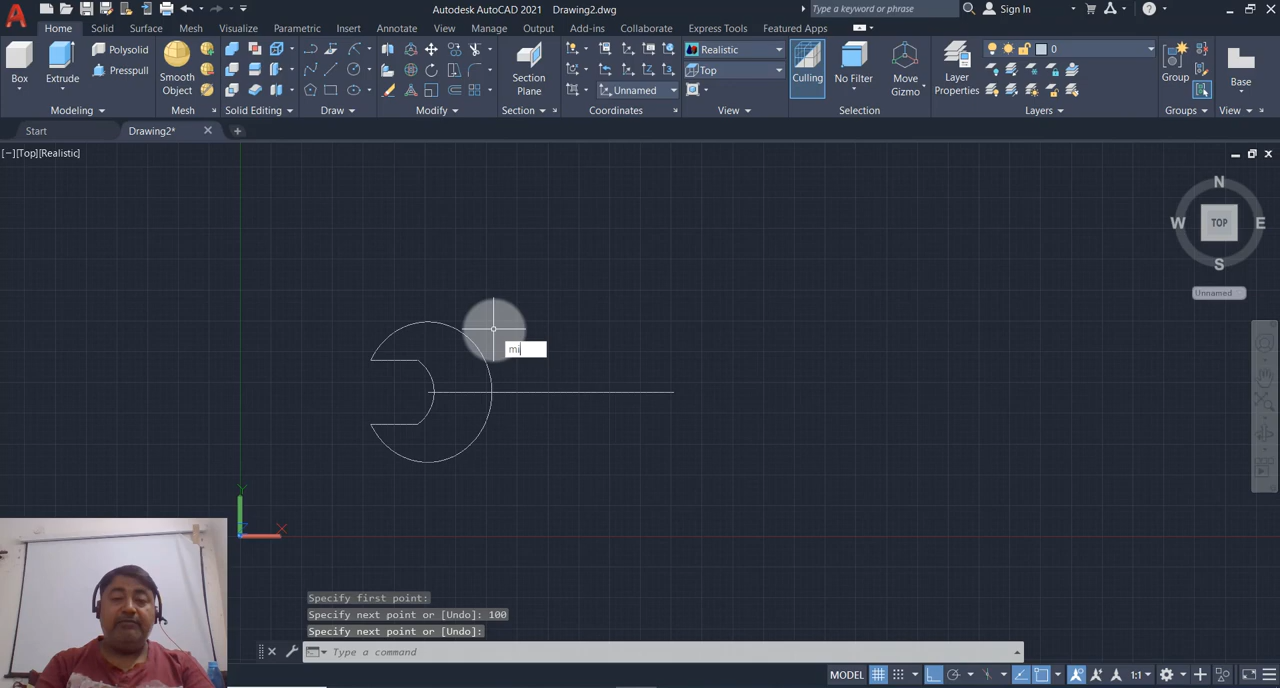 Autodesk AutoCAD 2021 Drawing2.dwg
Type a keyword or phrase
Sign In
Home Solid Surface Mesh Visualize Parametric Insert Annotate View Manage Output Collaborate Express Tools Featured Apps
Box
Extrude
Polysolid
Presspull
Modeling
Smooth
Object
Mesh
Solid Editing
Draw
Modify
Section
Plane
Section
Unnamed
Coordinates
Realistic
Top
View
Culling
No Filter
Move
Gizmo
Selection
Layer
Properties
0
Layers
Group
Groups
Base
View
Start
Drawing2*
[−][Top][Realistic]
N
W
TOP
E
S
Unnamed
mi
Y
X
Specify first point:
Specify next point or [Undo]: 100
Specify next point or [Undo]:
Type a command
MODEL
1:1